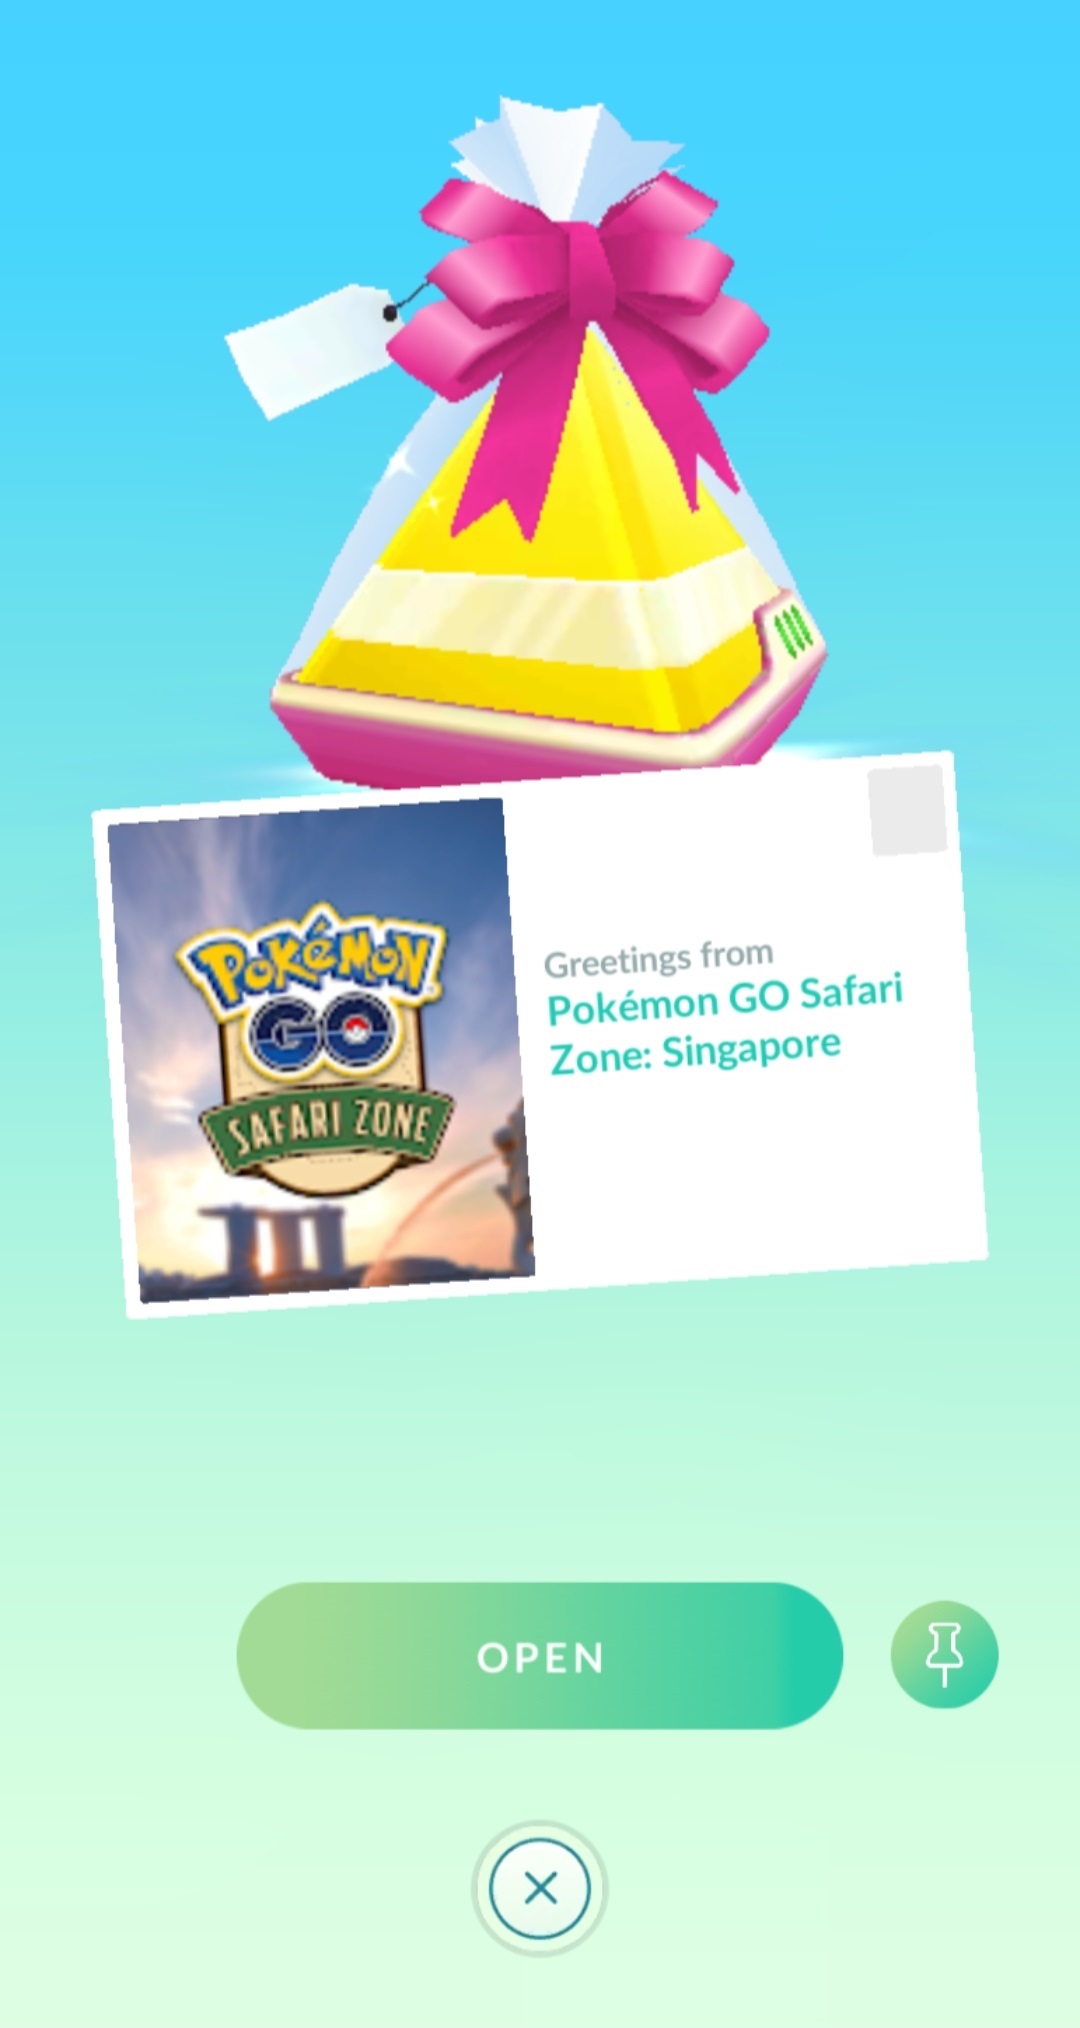 POKéMON
GO
SAFARI ZONE
Greetings from
Pokémon GO Safari
Zone: Singapore
OPEN